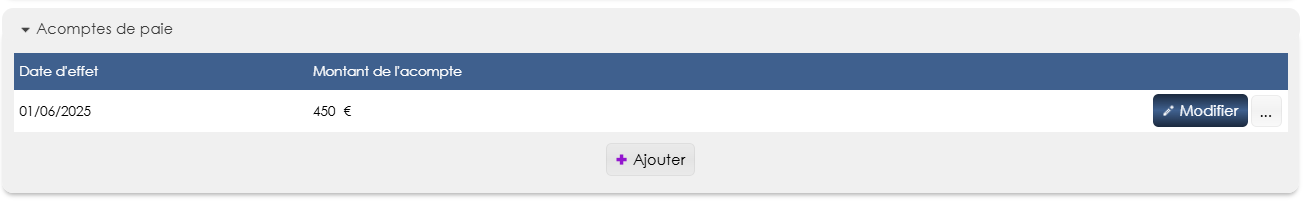 Acomptes de paie
Date d'effet Montant de l'acompte
01/06/2025 450 € Modifier ...
Ajouter